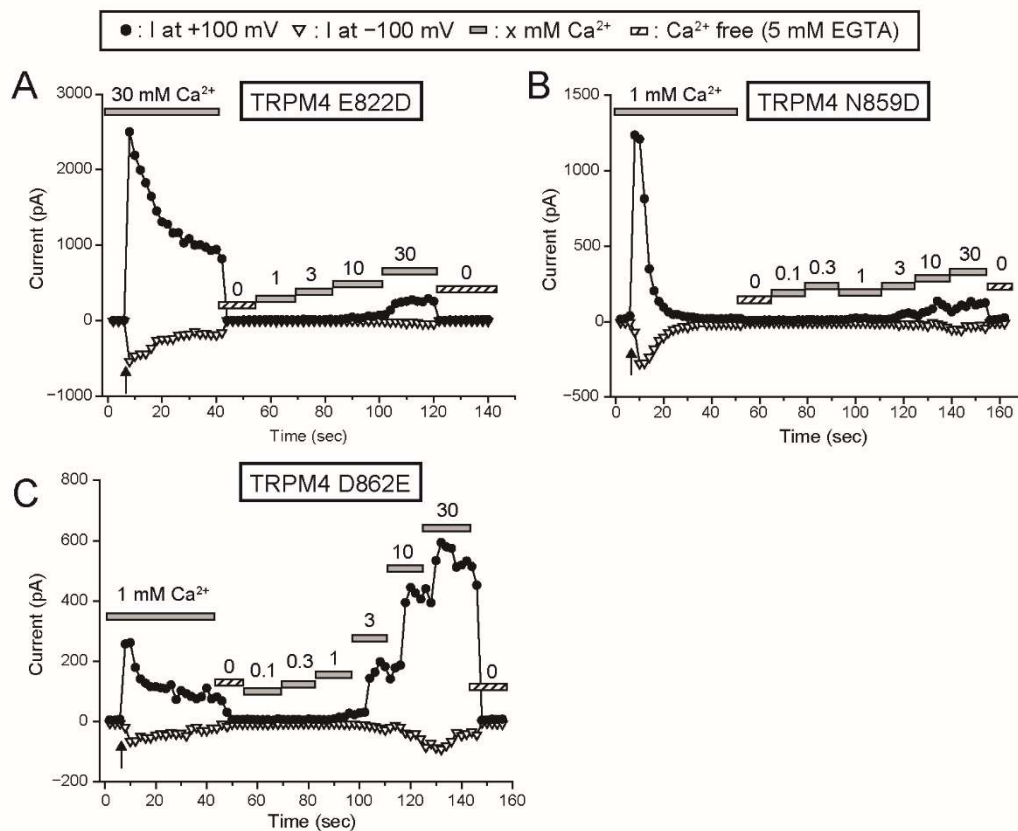 ● : I at +100 mV ▽ : I at −100 mV : x mM Ca²⁺ : Ca²⁺ free (5 mM EGTA)
A
TRPM4 E822D
30 mM Ca²⁺
0 1 3 10 30 0
3000
2000
1000
0
−1000
Current (pA)
0 20 40 60 80 100 120 140
Time (sec)
B
TRPM4 N859D
1 mM Ca²⁺
0 0.1 0.3 1 3 10 30 0
1500
1000
500
0
−500
Current (pA)
0 20 40 60 80 100 120 140 160
Time (sec)
C
TRPM4 D862E
1 mM Ca²⁺
0 0.1 0.3 1 3 10 30 0
800
600
400
200
0
−200
Current (pA)
0 20 40 60 80 100 120 140 160
Time (sec)